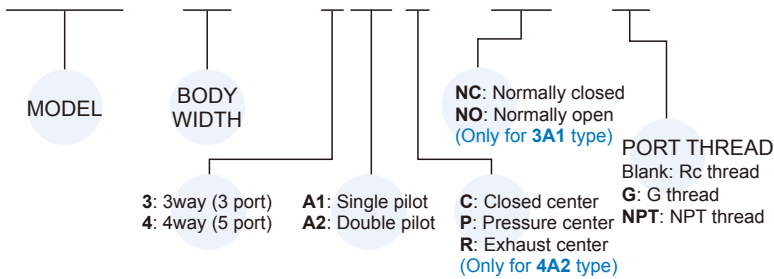 MODEL
BODY
WIDTH
3: 3way (3 port)
4: 4way (5 port)
A1: Single pilot
A2: Double pilot
C: Closed center
P: Pressure center
R: Exhaust center
(Only for 4A2 type)
NC: Normally closed
NO: Normally open
(Only for 3A1 type)
PORT THREAD
Blank: Rc thread
G: G thread
NPT: NPT thread